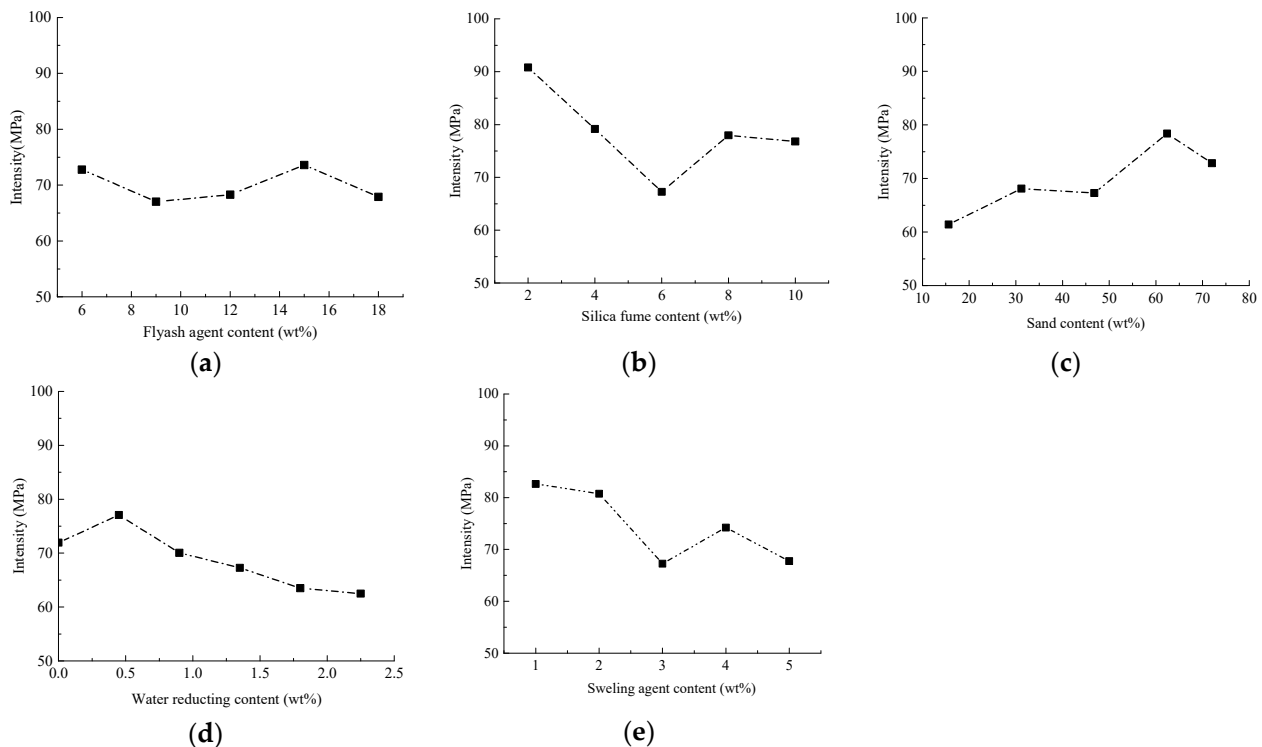 100
90
80
70
60
50
Intensity(MPa)
6 8 10 12 14 16 18
Flyash agent content (wt%)
(a)
100
90
80
70
60
50
Intensity (MPa)
2 4 6 8 10
Silica fume content (wt%)
(b)
100
90
80
70
60
50
Intensity (MPa)
10 20 30 40 50 60 70 80
Sand content (wt%)
(c)
100
90
80
70
60
50
Intensity (MPa)
0.0 0.5 1.0 1.5 2.0 2.5
Water reducting content (wt%)
(d)
100
90
80
70
60
50
Intensity (MPa)
1 2 3 4 5
Sweling agent content (wt%)
(e)